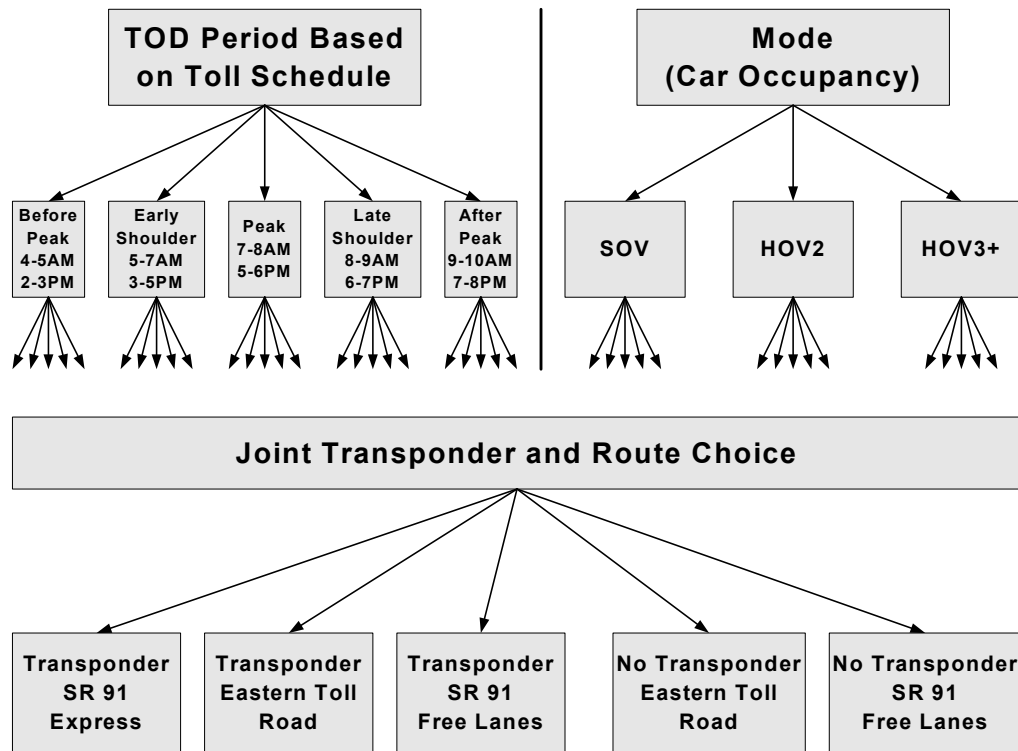 TOD Period Based
on Toll Schedule
Mode
(Car Occupancy)
Before
Peak
4-5AM
2-3PM
Early
Shoulder
5-7AM
3-5PM
Peak
7-8AM
5-6PM
Late
Shoulder
8-9AM
6-7PM
After
Peak
9-10AM
7-8PM
SOV
HOV2
HOV3+
Joint Transponder and Route Choice
Transponder
SR 91
Express
Transponder
Eastern Toll
Road
Transponder
SR 91
Free Lanes
No Transponder
Eastern Toll
Road
No Transponder
SR 91
Free Lanes